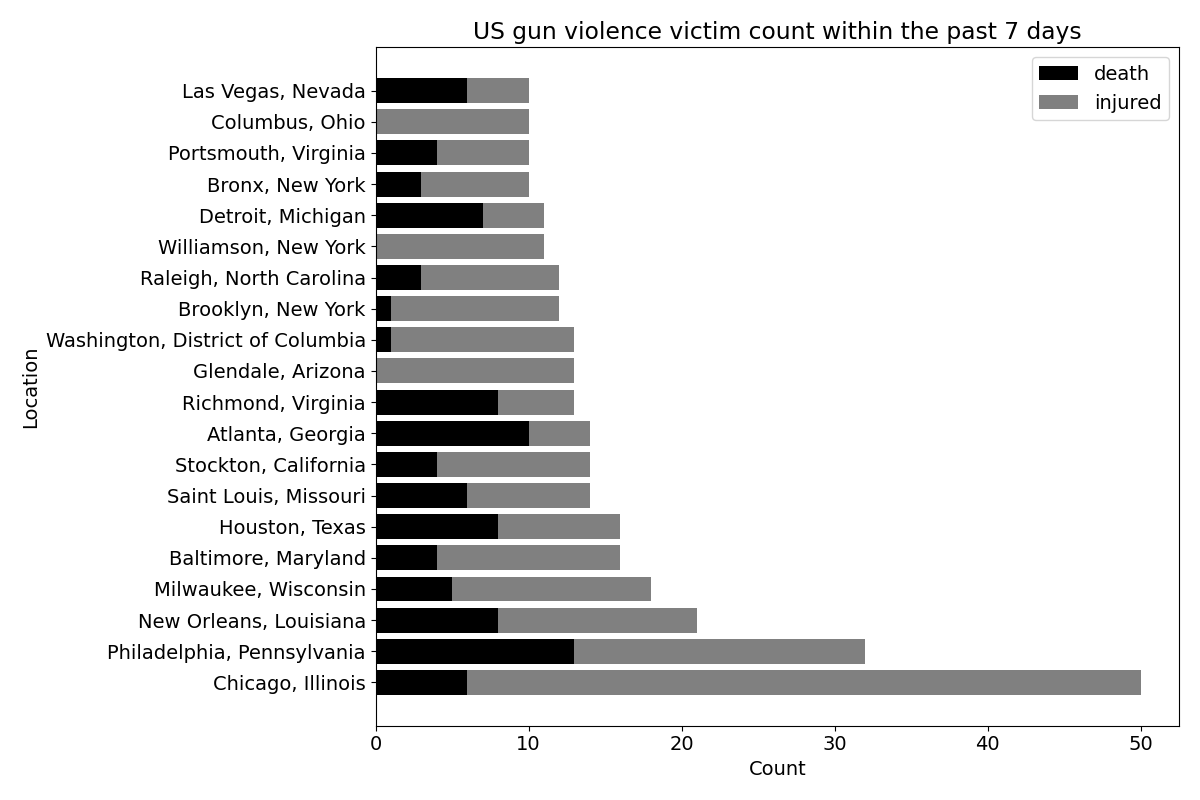 US gun violence victim count within the past 7 days
death
injured
Las Vegas, Nevada
Columbus, Ohio
Portsmouth, Virginia
Bronx, New York
Detroit, Michigan
Williamson, New York
Raleigh, North Carolina
Brooklyn, New York
Washington, District of Columbia
Glendale, Arizona
Richmond, Virginia
Atlanta, Georgia
Stockton, California
Saint Louis, Missouri
Houston, Texas
Baltimore, Maryland
Milwaukee, Wisconsin
New Orleans, Louisiana
Philadelphia, Pennsylvania
Chicago, Illinois
Location
0 10 20 30 40 50
Count